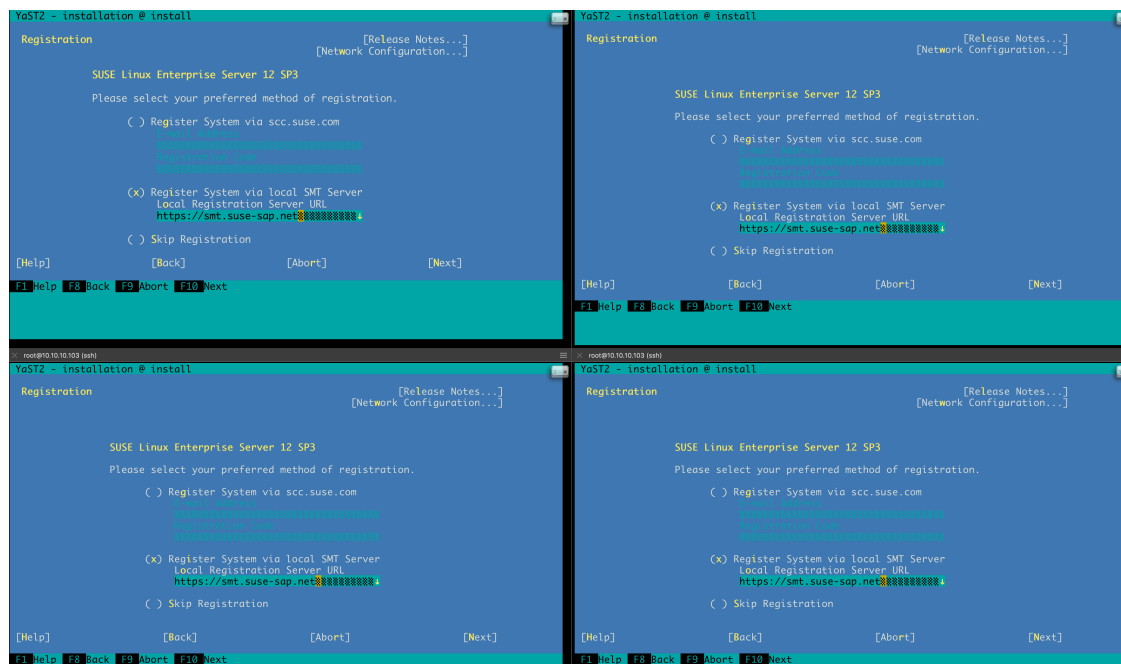 YaST2 - installation @ install
Registration
[Release Notes...]
[Network Configuration...]
SUSE Linux Enterprise Server 12 SP3
Please select your preferred method of registration.
( ) Register System via scc.suse.com
(x) Register System via local SMT Server
Local Registration Server URL
https://smt.suse-sap.net
( ) Skip Registration
[Help] [Back] [Abort] [Next]
F1 Help F8 Back F9 Abort F10 Next
YaST2 - installation @ install
Registration
[Release Notes...]
[Network Configuration...]
SUSE Linux Enterprise Server 12 SP3
Please select your preferred method of registration.
( ) Register System via scc.suse.com
(x) Register System via local SMT Server
Local Registration Server URL
https://smt.suse-sap.net
( ) Skip Registration
[Help] [Back] [Abort] [Next]
F1 Help F8 Back F9 Abort F10 Next
root@10.10.10.103 (ssh)
YaST2 - installation @ install
Registration
[Release Notes...]
[Network Configuration...]
SUSE Linux Enterprise Server 12 SP3
Please select your preferred method of registration.
( ) Register System via scc.suse.com
(x) Register System via local SMT Server
Local Registration Server URL
https://smt.suse-sap.net
( ) Skip Registration
[Help] [Back] [Abort] [Next]
F1 Help F8 Back F9 Abort F10 Next
root@10.10.10.103 (ssh)
YaST2 - installation @ install
Registration
[Release Notes...]
[Network Configuration...]
SUSE Linux Enterprise Server 12 SP3
Please select your preferred method of registration.
( ) Register System via scc.suse.com
(x) Register System via local SMT Server
Local Registration Server URL
https://smt.suse-sap.net
( ) Skip Registration
[Help] [Back] [Abort] [Next]
F1 Help F8 Back F9 Abort F10 Next